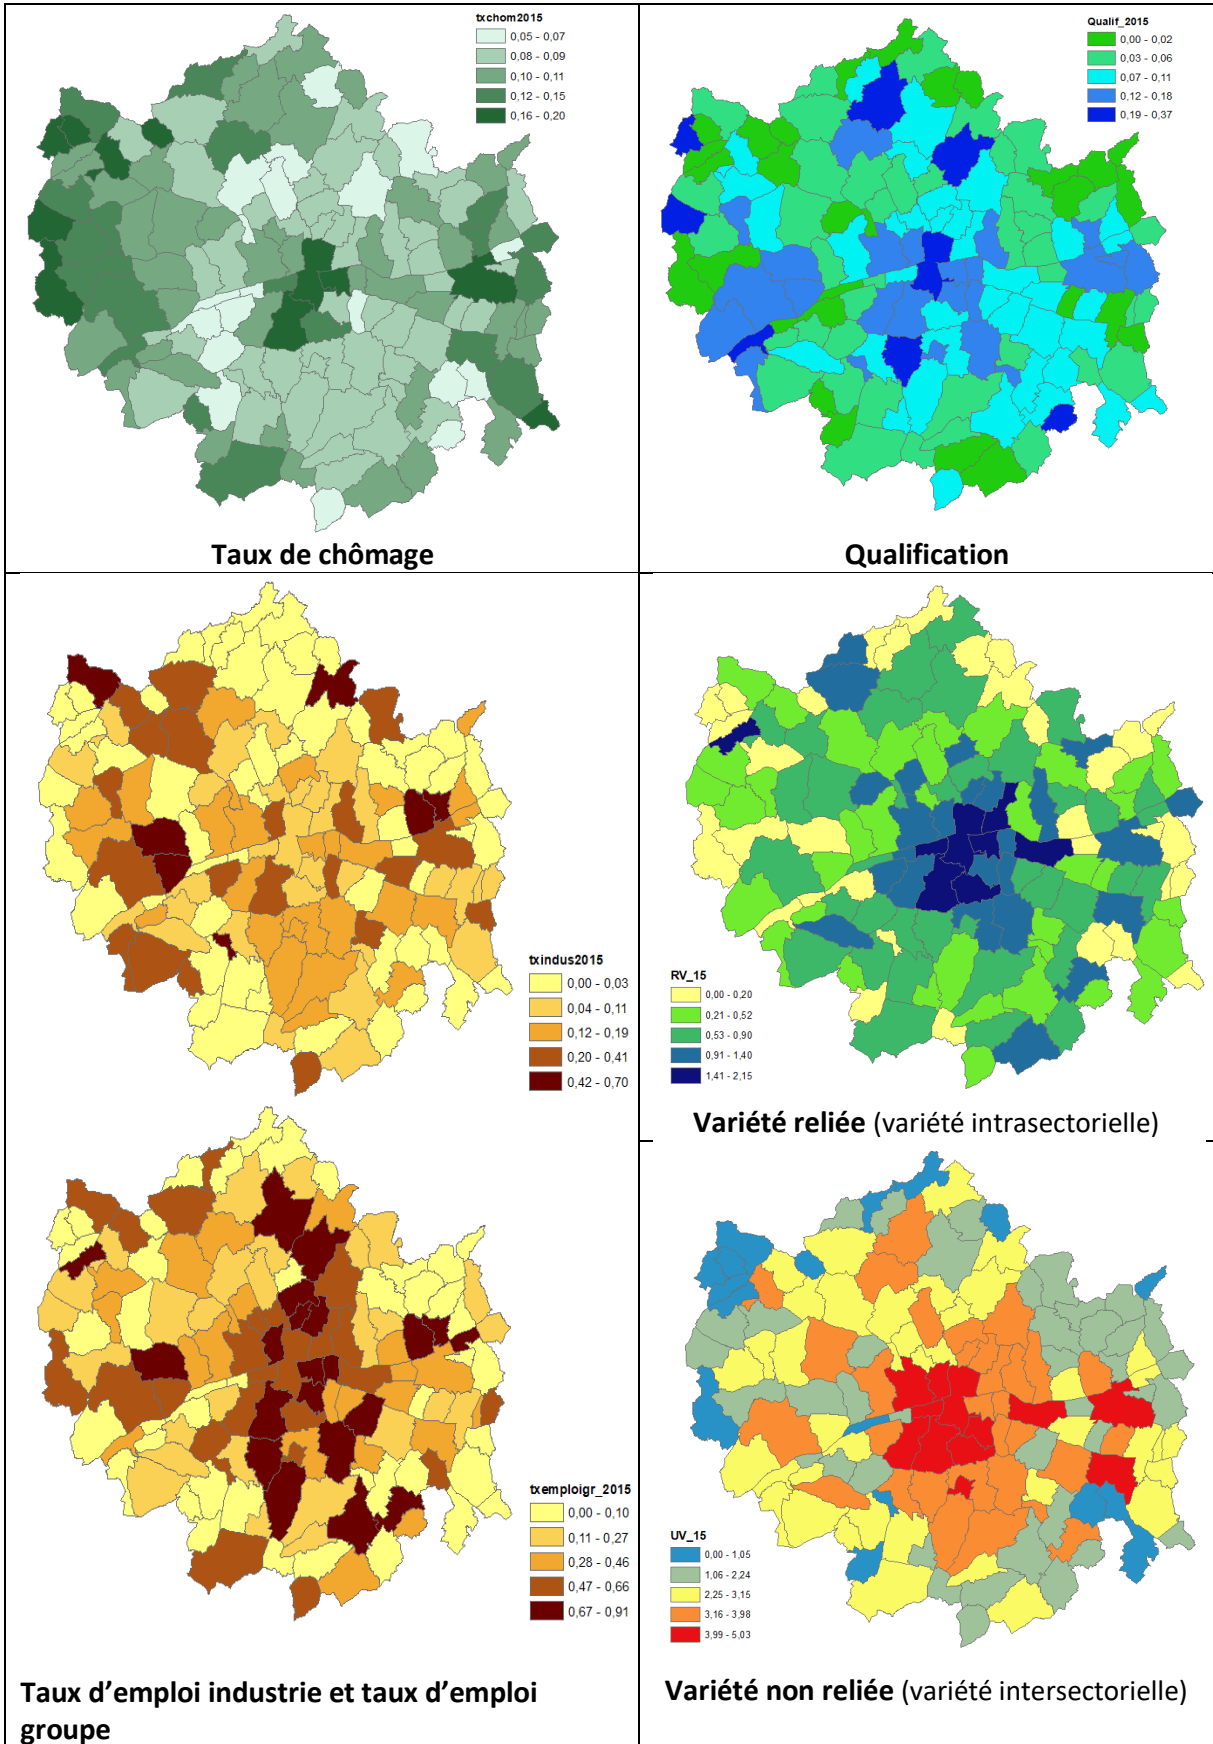 txchom2015
0,05 - 0,07
0,08 - 0,09
0,10 - 0,11
0,12 - 0,15
0,16 - 0,20
Taux de chômage
Qualif_2015
0,00 - 0,02
0,03 - 0,06
0,07 - 0,11
0,12 - 0,18
0,19 - 0,37
Qualification
txindus2015
0,00 - 0,03
0,04 - 0,11
0,12 - 0,19
0,20 - 0,41
0,42 - 0,70
RV_15
0,00 - 0,20
0,21 - 0,52
0,53 - 0,90
0,91 - 1,40
1,41 - 2,15
Variété reliée (variété intrasectorielle)
txemploigr_2015
0,00 - 0,10
0,11 - 0,27
0,28 - 0,46
0,47 - 0,66
0,67 - 0,91
Taux d’emploi industrie et taux d’emploi
groupe
UV_15
0,00 - 1,05
1,06 - 2,24
2,25 - 3,15
3,16 - 3,98
3,99 - 5,03
Variété non reliée (variété intersectorielle)